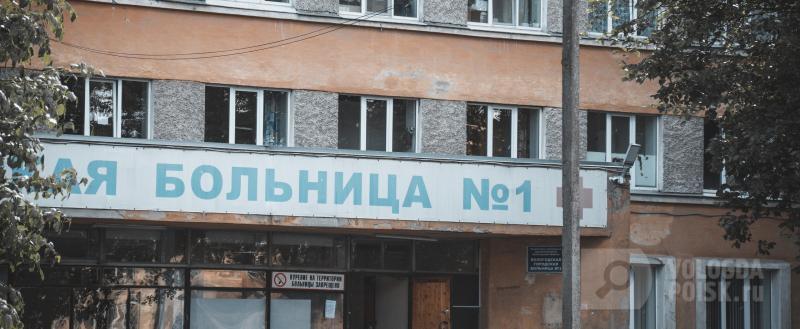 АЯ БОЛЬНИЦА №1
КУРЕНИЕ НА ТЕРРИТОРИИ
БОЛЬНИЦЫ ЗАПРЕЩЕНО
ВОЛОГОДСКАЯ
ГОРОДСКАЯ
БОЛЬНИЦА №1
VOLOGDA
POISK.ru